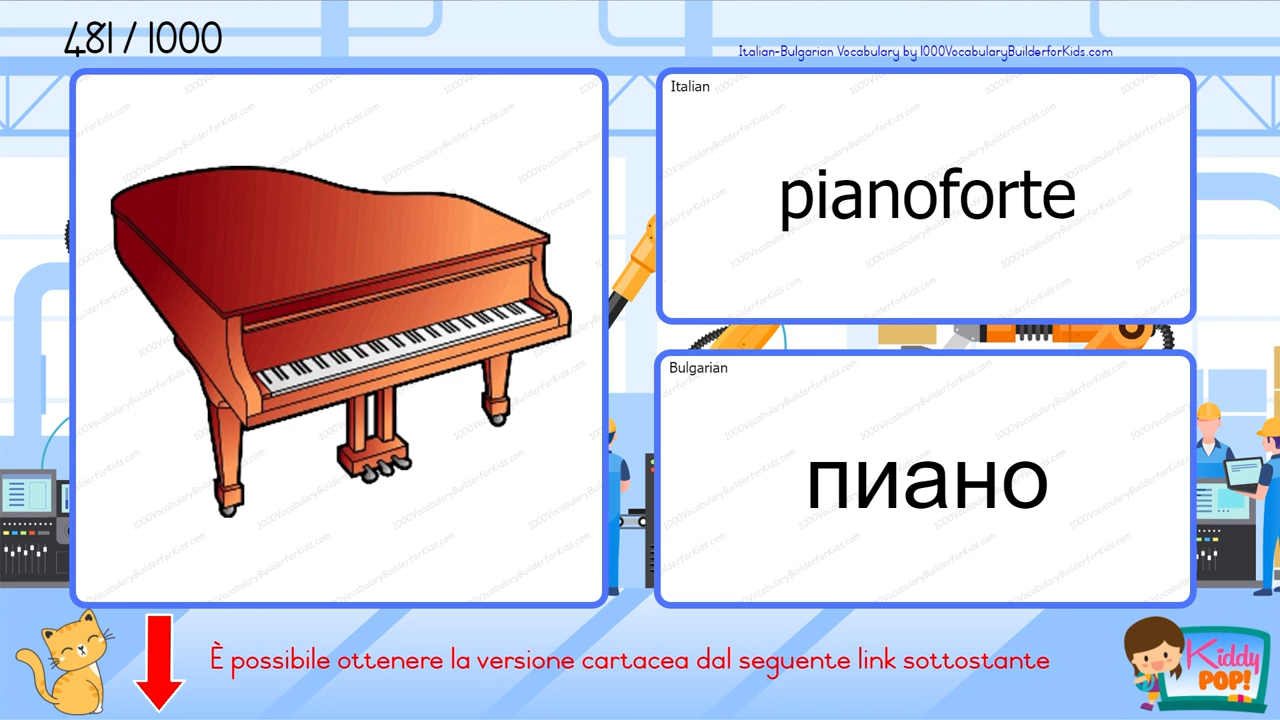 481 / 1000
Italian-Bulgarian Vocabulary by 1000VocabularyBuilderforKids.com
Italian
pianoforte
Bulgarian
пиано
È possibile ottenere la versione cartacea dal seguente link sottostante
Kiddy
POP!